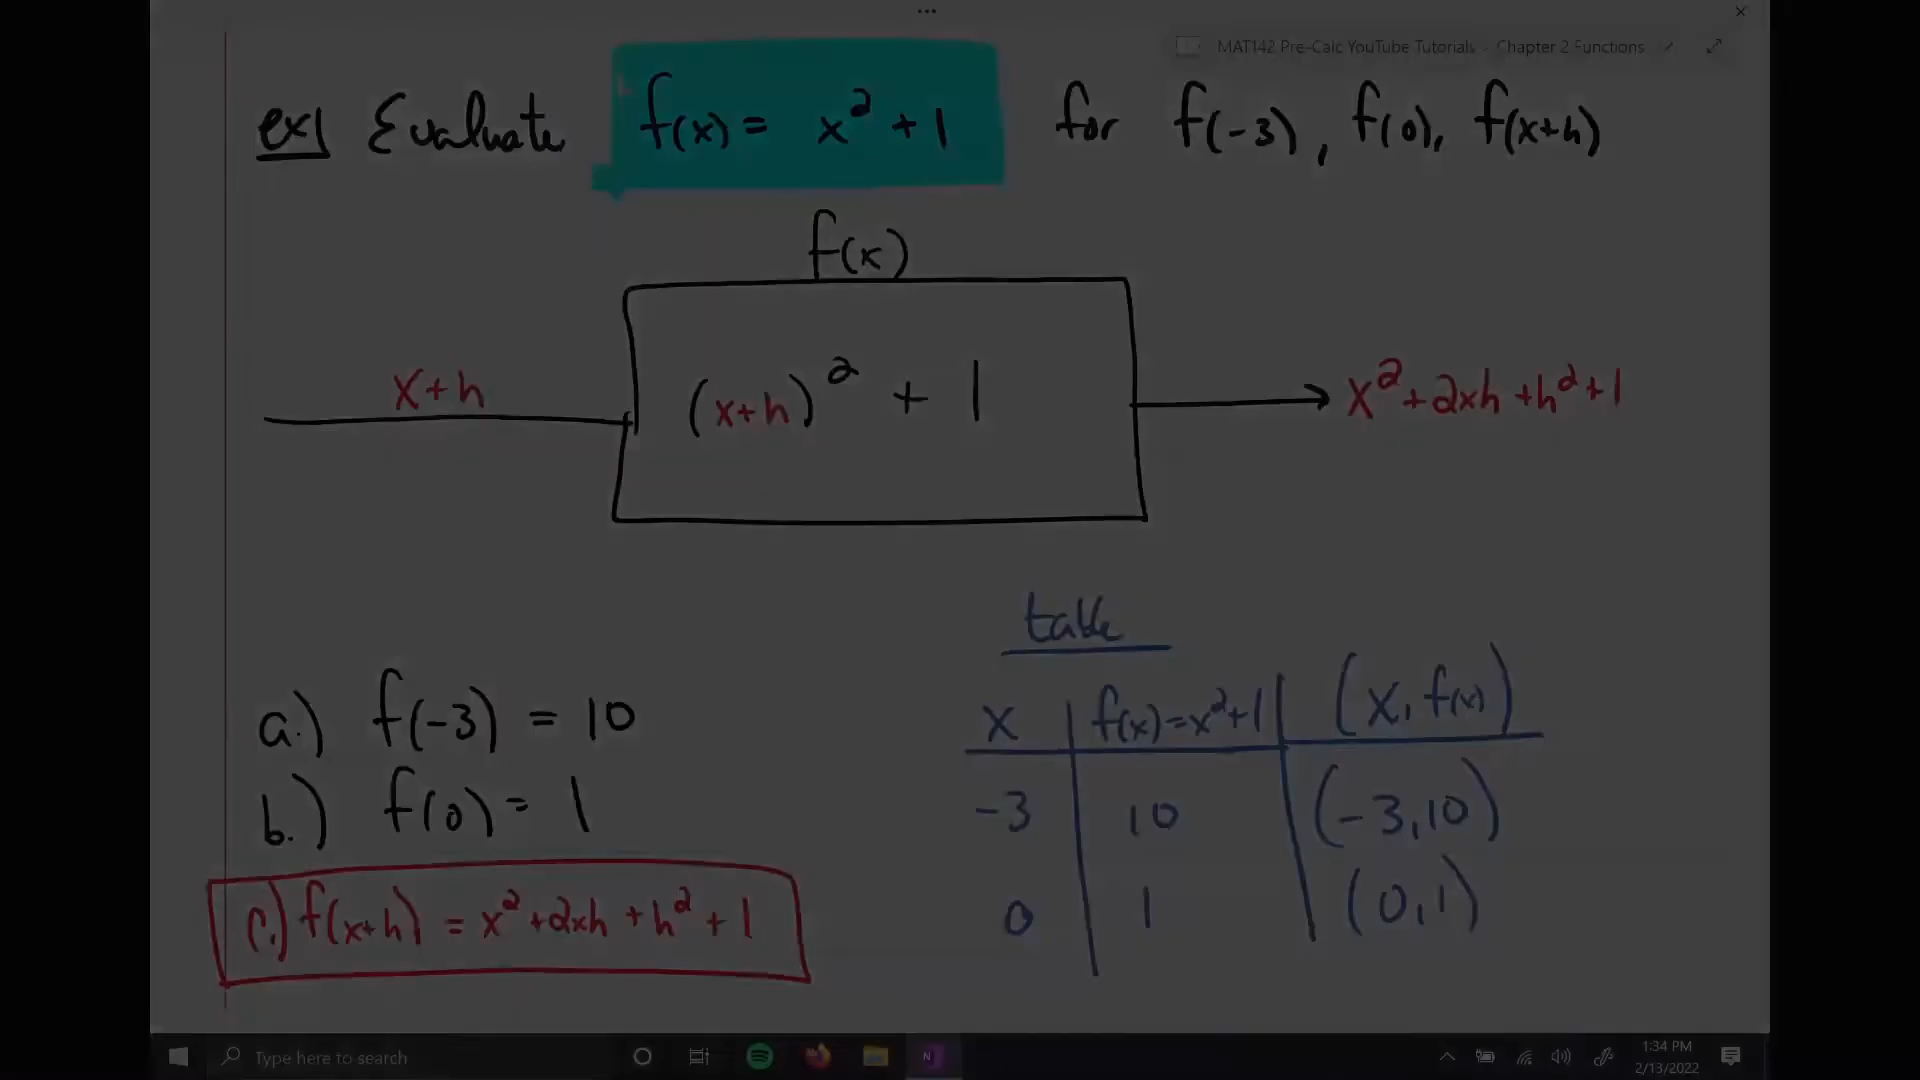 MAT142 Pre-Calc YouTube Tutorials - Chapter 2 Functions
ex1 Evaluate f(x) = x² + 1 for f(-3), f(0), f(x+h)
f(x)
x+h
(x+h)² + 1
x² + 2xh + h² + 1
table
x f(x)=x²+1 (x, f(x))
-3 10 (-3,10)
0 1 (0,1)
a.) f(-3) = 10
b.) f(0) = 1
c.) f(x+h) = x² + 2xh + h² + 1
Type here to search
1:34 PM
2/13/2022